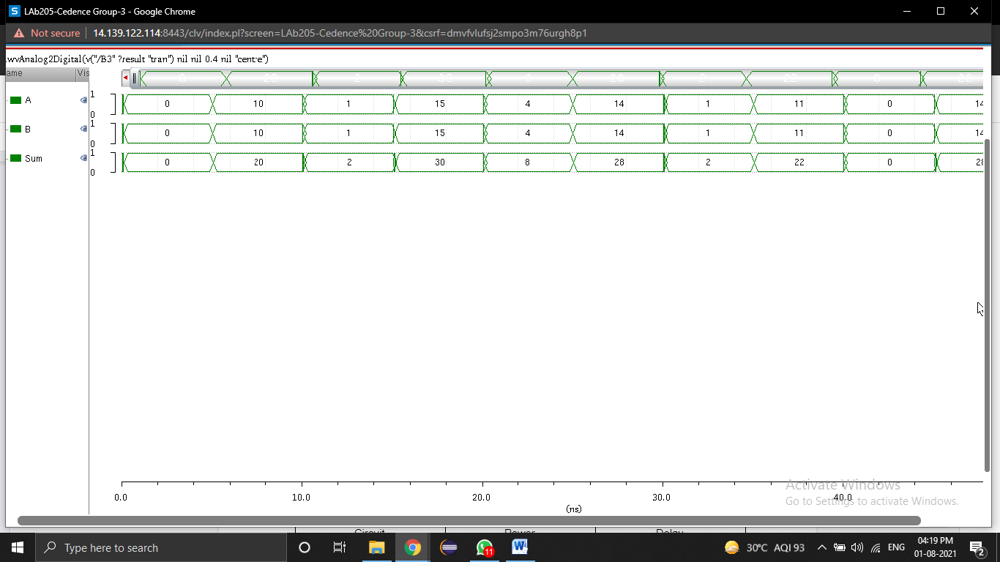 LAb205-Cedence Group-3 - Google Chrome
Not secure 14.139.122.114:8443/clv/index.pl?screen=LAb205-Cedence%20Group-3&csrf=dmvfvlufsj2smpo3m76urgh8p1
.wvAnalog2Digital(v("/B3" ?result "tran") nil nil 0.4 nil "centre")
ame Vis
0 20 2 30 8 28 2 22 0 28
A 1 0 0 10 1 15 4 14 1 11 0 14
B 1 0 0 10 1 15 4 14 1 11 0 14
Sum 1 0 0 20 2 30 8 28 2 22 0 28
0.0 10.0 20.0 30.0 40.0
(ns)
Activate Windows
Go to Settings to activate Windows.
Circuit Power Delay
Type here to search
11
30°C AQI 93
ENG
04:19 PM
01-08-2021
2